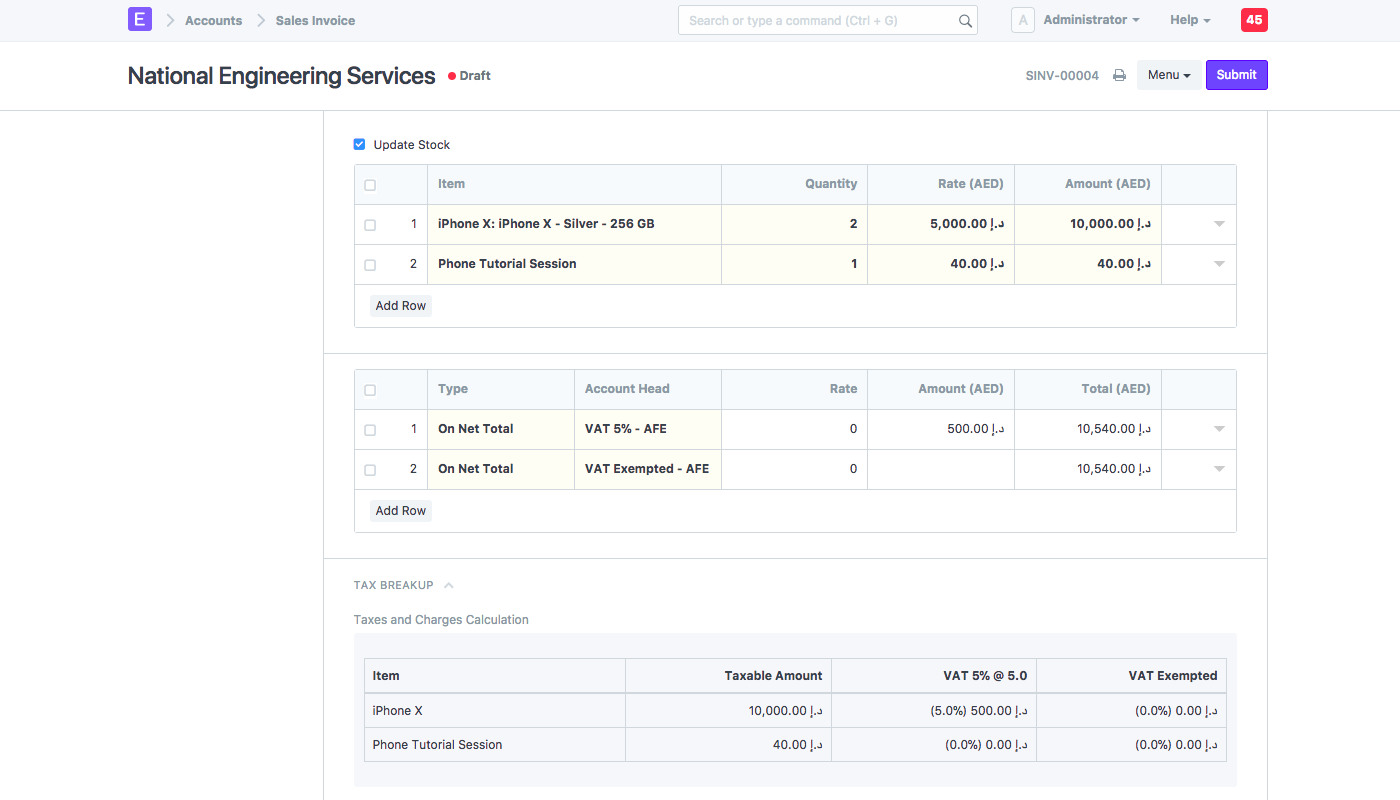 E Accounts Sales Invoice Search or type a command (Ctrl + G) A Administrator Help 45
National Engineering Services Draft SINV-00004 Menu Submit
Update Stock
Item Quantity Rate (AED) Amount (AED)
1 iPhone X: iPhone X - Silver - 256 GB 2 5,000.00 د.إ 10,000.00 د.إ
2 Phone Tutorial Session 1 40.00 د.إ 40.00 د.إ
Add Row
Type Account Head Rate Amount (AED) Total (AED)
1 On Net Total VAT 5% - AFE 0 500.00 د.إ 10,540.00 د.إ
2 On Net Total VAT Exempted - AFE 0 10,540.00 د.إ
Add Row
TAX BREAKUP
Taxes and Charges Calculation
Item Taxable Amount VAT 5% @ 5.0 VAT Exempted
iPhone X 10,000.00 د.إ (5.0%) 500.00 د.إ (0.0%) 0.00 د.إ
Phone Tutorial Session 40.00 د.إ (0.0%) 0.00 د.إ (0.0%) 0.00 د.إ